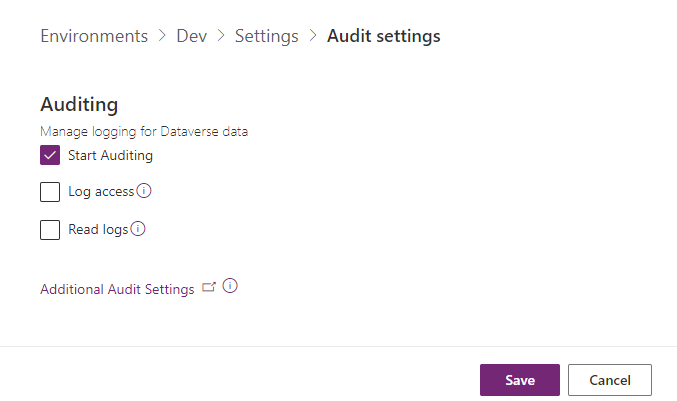 Environments > Dev > Settings > Audit settings
Auditing
Manage logging for Dataverse data
Start Auditing
Log access
Read logs
Additional Audit Settings
Save Cancel